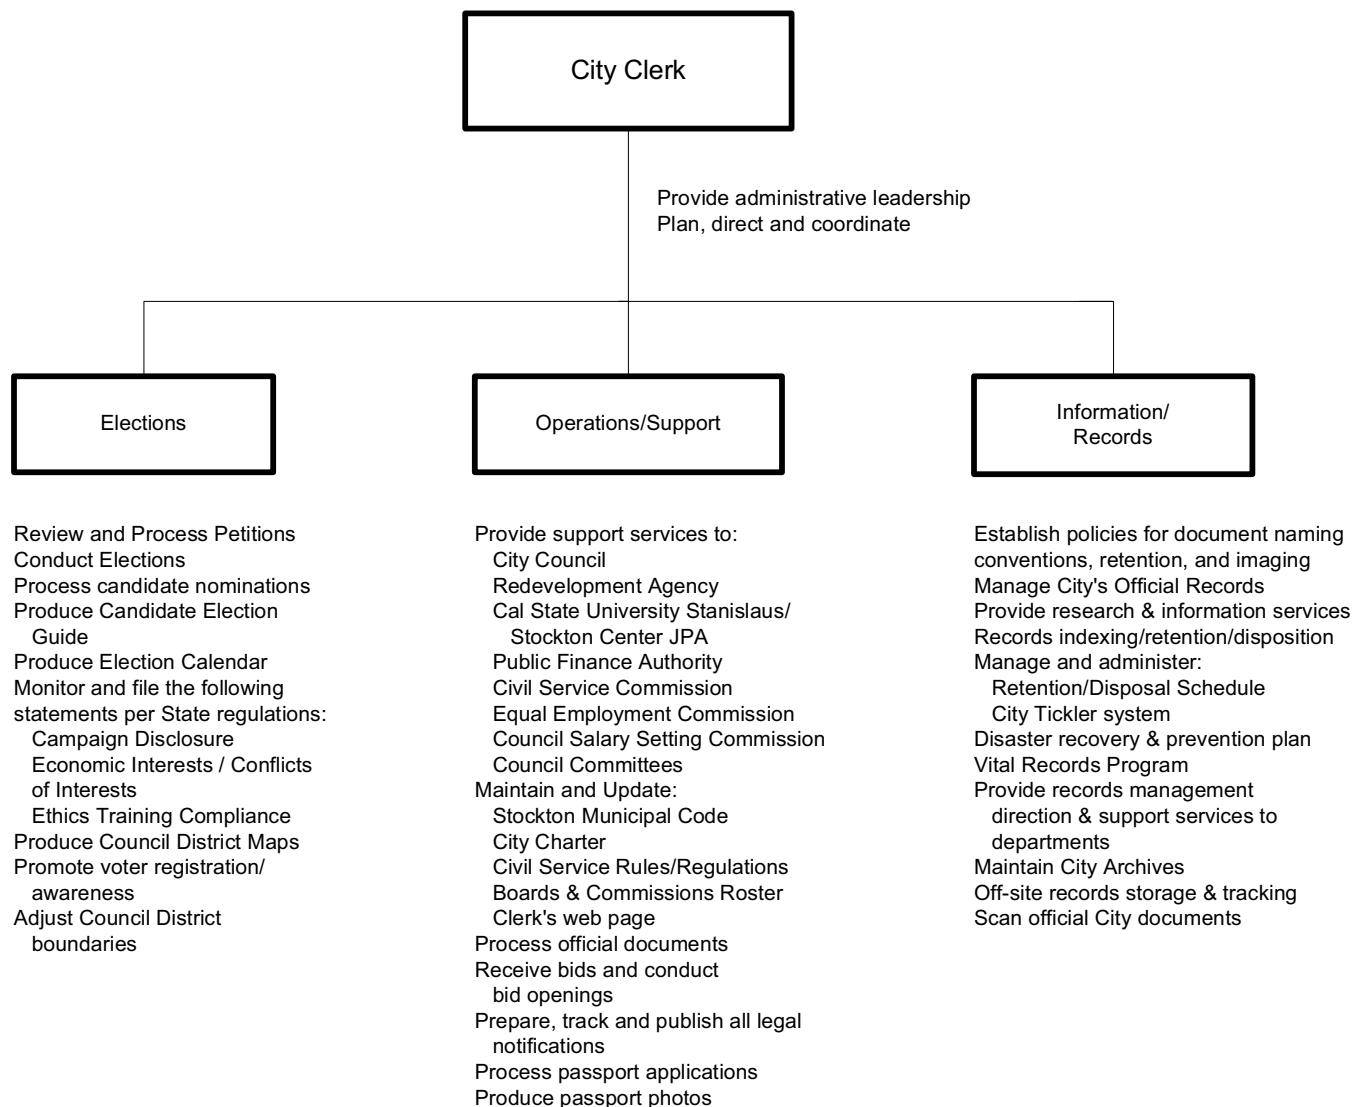 City Clerk
Provide administrative leadership
Plan, direct and coordinate
Elections
Operations/Support
Information/
Records
Review and Process Petitions
Conduct Elections
Process candidate nominations
Produce Candidate Election
Guide
Produce Election Calendar
Monitor and file the following
statements per State regulations:
Campaign Disclosure
Economic Interests / Conflicts
of Interests
Ethics Training Compliance
Produce Council District Maps
Promote voter registration/
awareness
Adjust Council District
boundaries
Provide support services to:
City Council
Redevelopment Agency
Cal State University Stanislaus/
Stockton Center JPA
Public Finance Authority
Civil Service Commission
Equal Employment Commission
Council Salary Setting Commission
Council Committees
Maintain and Update:
Stockton Municipal Code
City Charter
Civil Service Rules/Regulations
Boards & Commissions Roster
Clerk's web page
Process official documents
Receive bids and conduct
bid openings
Prepare, track and publish all legal
notifications
Process passport applications
Produce passport photos
Establish policies for document naming
conventions, retention, and imaging
Manage City's Official Records
Provide research & information services
Records indexing/retention/disposition
Manage and administer:
Retention/Disposal Schedule
City Tickler system
Disaster recovery & prevention plan
Vital Records Program
Provide records management
direction & support services to
departments
Maintain City Archives
Off-site records storage & tracking
Scan official City documents